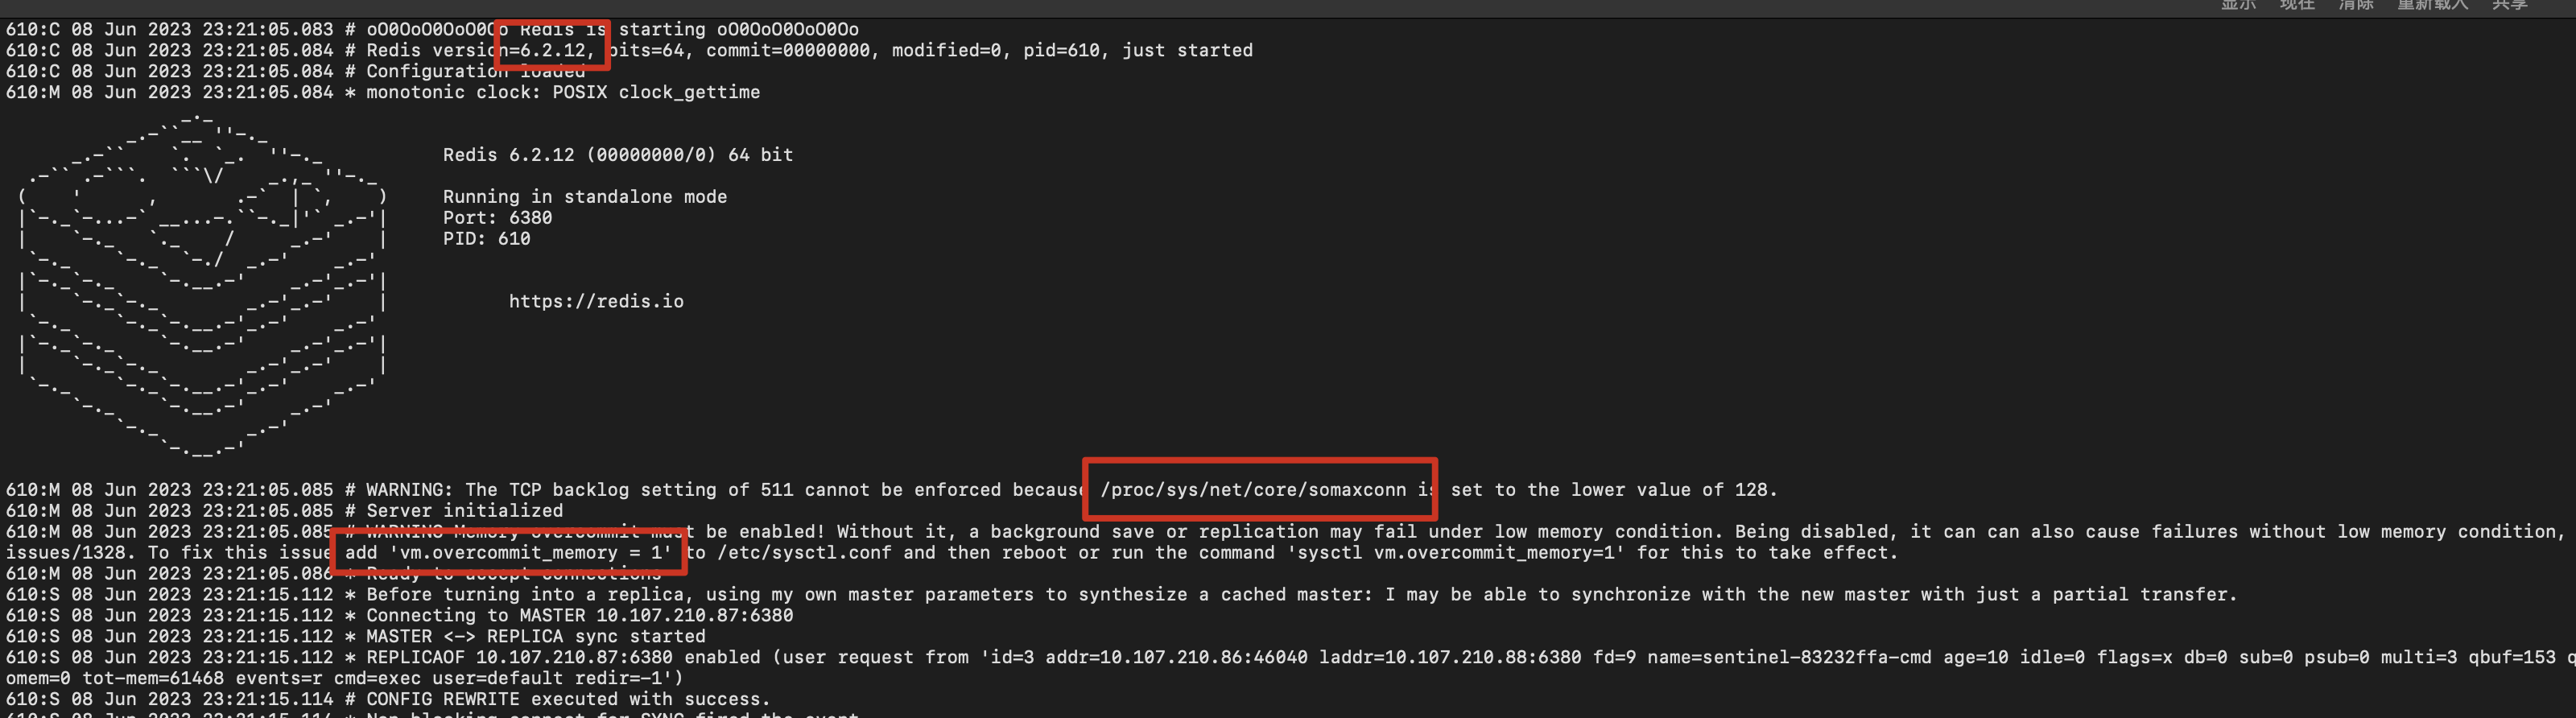 显示 现在 清除 重新载入 共享
610:C 08 Jun 2023 23:21:05.083 # oO0OoO0OoO0Oo Redis is starting oO0OoO0OoO0Oo
610:C 08 Jun 2023 23:21:05.084 # Redis version=6.2.12, bits=64, commit=00000000, modified=0, pid=610, just started
610:C 08 Jun 2023 23:21:05.084 # Configuration loaded
610:M 08 Jun 2023 23:21:05.084 * monotonic clock: POSIX clock_gettime
Redis 6.2.12 (00000000/0) 64 bit
Running in standalone mode
Port: 6380
PID: 610
https://redis.io
610:M 08 Jun 2023 23:21:05.085 # WARNING: The TCP backlog setting of 511 cannot be enforced because /proc/sys/net/core/somaxconn is set to the lower value of 128.
610:M 08 Jun 2023 23:21:05.085 # Server initialized
610:M 08 Jun 2023 23:21:05.085 # WARNING Memory overcommit must be enabled! Without it, a background save or replication may fail under low memory condition. Being disabled, it can can also cause failures without low memory condition,
issues/1328. To fix this issue add 'vm.overcommit_memory = 1' to /etc/sysctl.conf and then reboot or run the command 'sysctl vm.overcommit_memory=1' for this to take effect.
610:M 08 Jun 2023 23:21:05.086 * Ready to accept connections
610:S 08 Jun 2023 23:21:15.112 * Before turning into a replica, using my own master parameters to synthesize a cached master: I may be able to synchronize with the new master with just a partial transfer.
610:S 08 Jun 2023 23:21:15.112 * Connecting to MASTER 10.107.210.87:6380
610:S 08 Jun 2023 23:21:15.112 * MASTER <-> REPLICA sync started
610:S 08 Jun 2023 23:21:15.112 * REPLICAOF 10.107.210.87:6380 enabled (user request from 'id=3 addr=10.107.210.86:46040 laddr=10.107.210.88:6380 fd=9 name=sentinel-83232ffa-cmd age=10 idle=0 flags=x db=0 sub=0 psub=0 multi=3 qbuf=153 q
omem=0 tot-mem=61468 events=r cmd=exec user=default redir=-1')
610:S 08 Jun 2023 23:21:15.114 # CONFIG REWRITE executed with success.
610:S 08 Jun 2023 23:21:15.114 * Non blocking connect for SYNC fired the event.